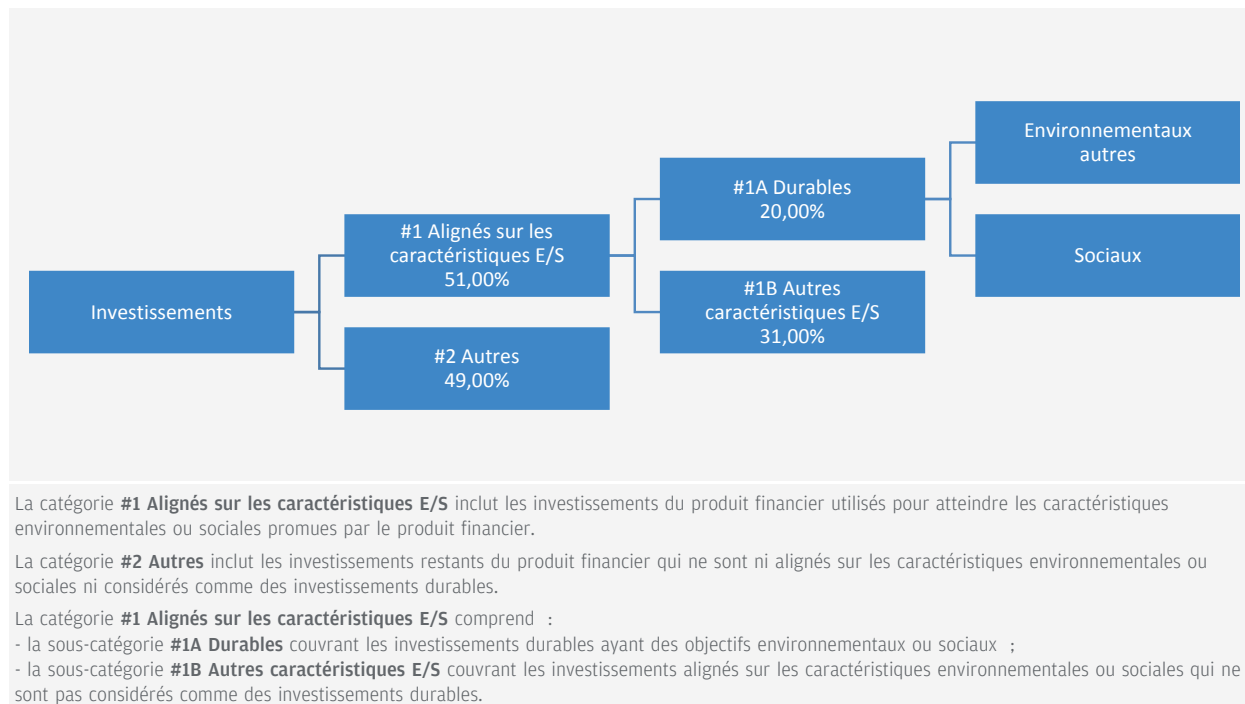 Investissements
#1 Alignés sur les
caractéristiques E/S
51,00%
#2 Autres
49,00%
#1A Durables
20,00%
#1B Autres
caractéristiques E/S
31,00%
Environnementaux
autres
Sociaux
La catégorie #1 Alignés sur les caractéristiques E/S inclut les investissements du produit financier utilisés pour atteindre les caractéristiques
environnementales ou sociales promues par le produit financier.
La catégorie #2 Autres inclut les investissements restants du produit financier qui ne sont ni alignés sur les caractéristiques environnementales ou
sociales ni considérés comme des investissements durables.
La catégorie #1 Alignés sur les caractéristiques E/S comprend :
- la sous-catégorie #1A Durables couvrant les investissements durables ayant des objectifs environnementaux ou sociaux ;
- la sous-catégorie #1B Autres caractéristiques E/S couvrant les investissements alignés sur les caractéristiques environnementales ou sociales qui ne
sont pas considérés comme des investissements durables.